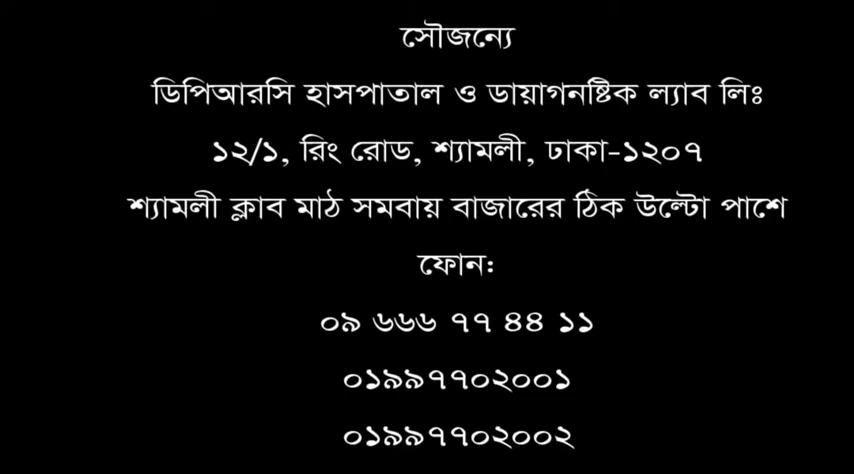 সৌজন্যে
ডিপিআরসি হাসপাতাল ও ডায়াগনষ্টিক ল্যাব লিঃ
১২/১, রিং রোড, শ্যামলী, ঢাকা-১২০৭
শ্যামলী ক্লাব মাঠ সমবায় বাজারের ঠিক উল্টো পাশে
ফোন:
০৯ ৬৬৬ ৭৭ ৪৪ ১১
০১৯৯৭৭০২০০১
০১৯৯৭৭০২০০২